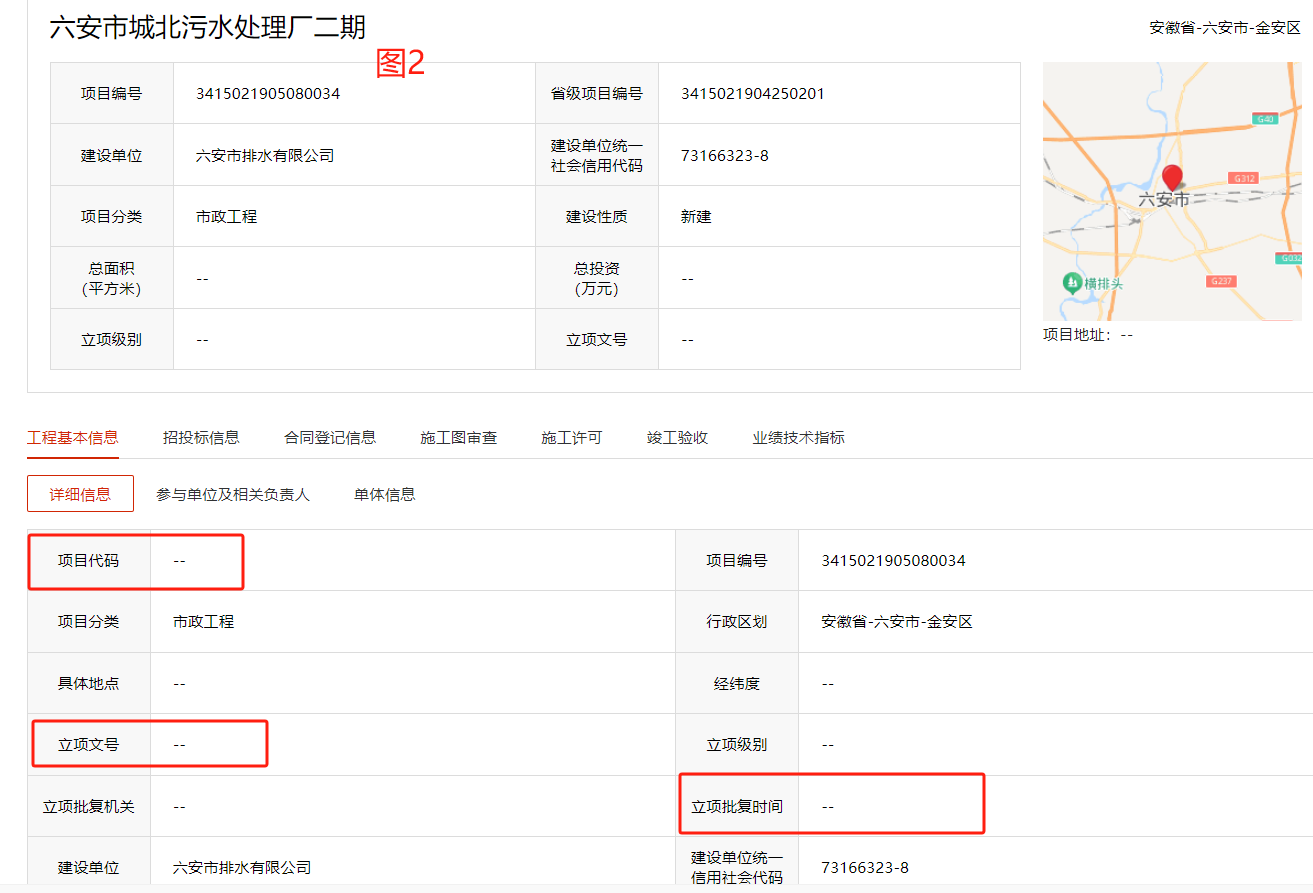 六安市城北污水处理厂二期
安徽省-六安市-金安区
图2
项目编号 3415021905080034 省级项目编号 3415021904250201
建设单位 六安市排水有限公司 建设单位统一
社会信用代码 73166323-8
项目分类 市政工程 建设性质 新建
总面积
(平方米) -- 总投资
(万元) --
立项级别 -- 立项文号 --
G40
G312
六安市
G032
G237
横排头
项目地址：--
工程基本信息 招投标信息 合同登记信息 施工图审查 施工许可 竣工验收 业绩技术指标
详细信息 参与单位及相关负责人 单体信息
项目代码 -- 项目编号 3415021905080034
项目分类 市政工程 行政区划 安徽省-六安市-金安区
具体地点 -- 经纬度 --
立项文号 -- 立项级别 --
立项批复机关 -- 立项批复时间 --
建设单位 六安市排水有限公司 建设单位统一
信用社会代码 73166323-8